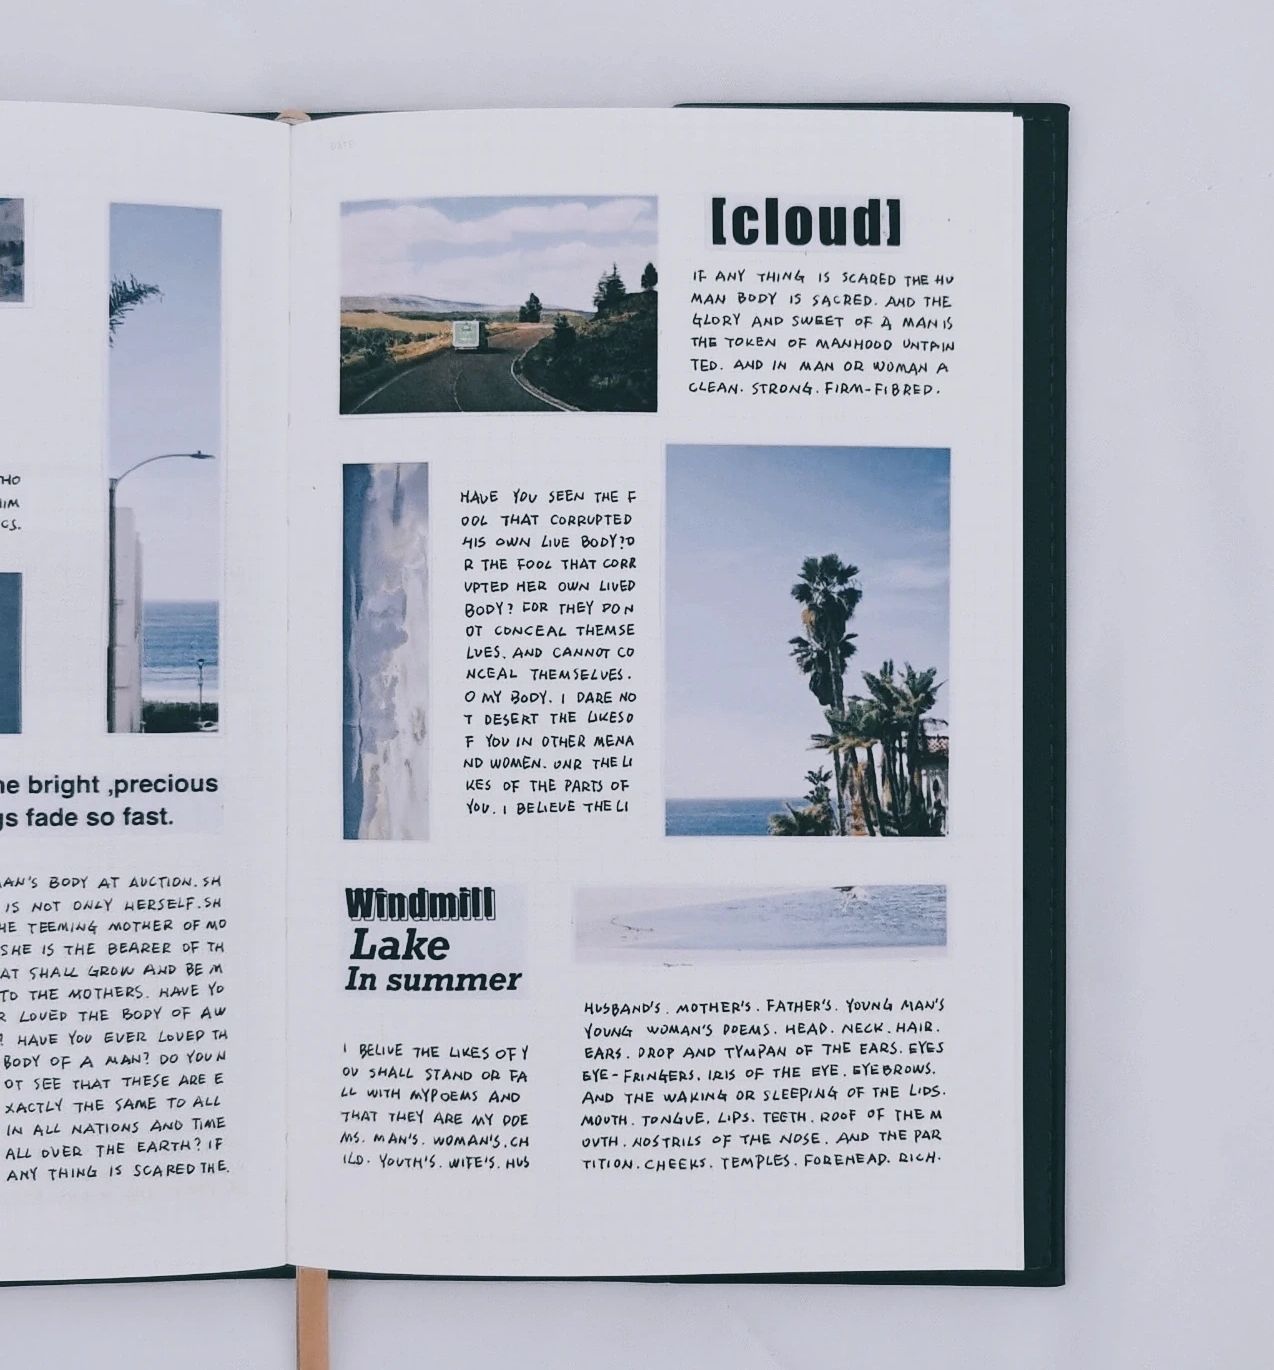 HO
IM
CS.
he bright ,precious
gs fade so fast.
AN'S BODY AT AUCTION. SH
IS NOT ONLY HERSELF. SH
HE TEEMING MOTHER OF MO
SHE IS THE BEARER OF TH
AT SHALL GROW AND BE M
TO THE MOTHERS. HAVE YO
R LOVED THE BODY OF AW
? HAVE YOU EVER LOVED TH
BODY OF A MAN? DO YOU N
OT SEE THAT THESE ARE E
XACTLY THE SAME TO ALL
IN ALL NATIONS AND TIME
ALL OVER THE EARTH? IF
ANY THING IS SCARED THE.
DATE
[cloud]
IF ANY THING IS SCARED THE HU
MAN BODY IS SACRED. AND THE
GLORY AND SWEET OF A MAN IS
THE TOKEN OF MANHOOD UNTAIN
TED. AND IN MAN OR WOMAN A
CLEAN. STRONG. FIRM-FIBRED.
HAVE YOU SEEN THE F
OOL THAT CORRUPTED
HIS OWN LIVE BODY? O
R THE FOOL THAT CORR
UPTED HER OWN LIVED
BODY? FOR THEY DO N
OT CONCEAL THEMSE
LVES. AND CANNOT CO
NCEAL THEMSELVES.
O MY BODY. I DARE NO
T DESERT THE LIKES O
F YOU IN OTHER MEN A
ND WOMEN. UNR THE LI
KES OF THE PARTS OF
YOU. I BELIEVE THE LI
Windmill
Lake
In summer
I BELIVE THE LIKES OF Y
OU SHALL STAND OR FA
LL WITH MY POEMS AND
THAT THEY ARE MY POE
MS. MAN'S. WOMAN'S. CH
ILD. YOUTH'S. WIFE'S. HUS
HUSBAND'S. MOTHER'S. FATHER'S. YOUNG MAN'S
YOUNG WOMAN'S POEMS. HEAD. NECK. HAIR.
EARS. DROP AND TYMPAN OF THE EARS. EYES
EYE-FRINGERS. IRIS OF THE EYE. EYEBROWS.
AND THE WAKING OR SLEEPING OF THE LIDS.
MOUTH. TONGUE. LIPS. TEETH. ROOF OF THE M
OUTH. NOSTRILS OF THE NOSE. AND THE PAR
TITION. CHEEKS. TEMPLES. FOREHEAD. RICH.